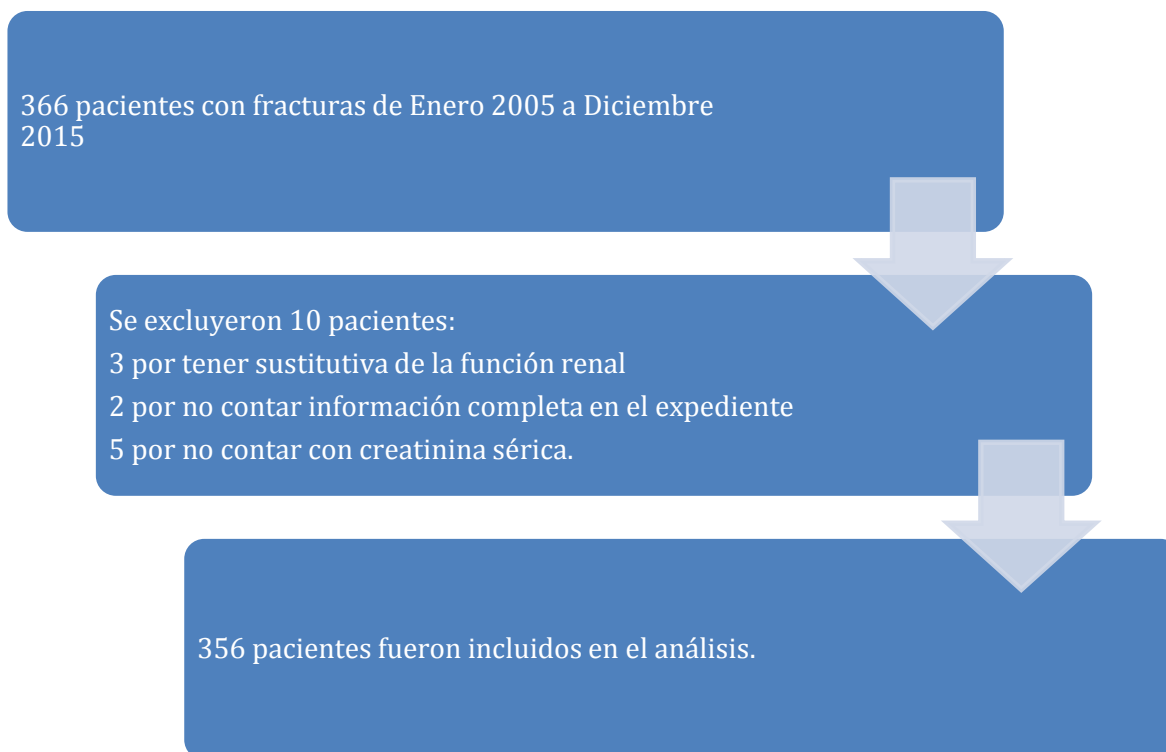 366 pacientes con fracturas de Enero 2005 a Diciembre
2015
Se excluyeron 10 pacientes:
3 por tener sustitutiva de la función renal
2 por no contar información completa en el expediente
5 por no contar con creatinina sérica.
356 pacientes fueron incluidos en el análisis.